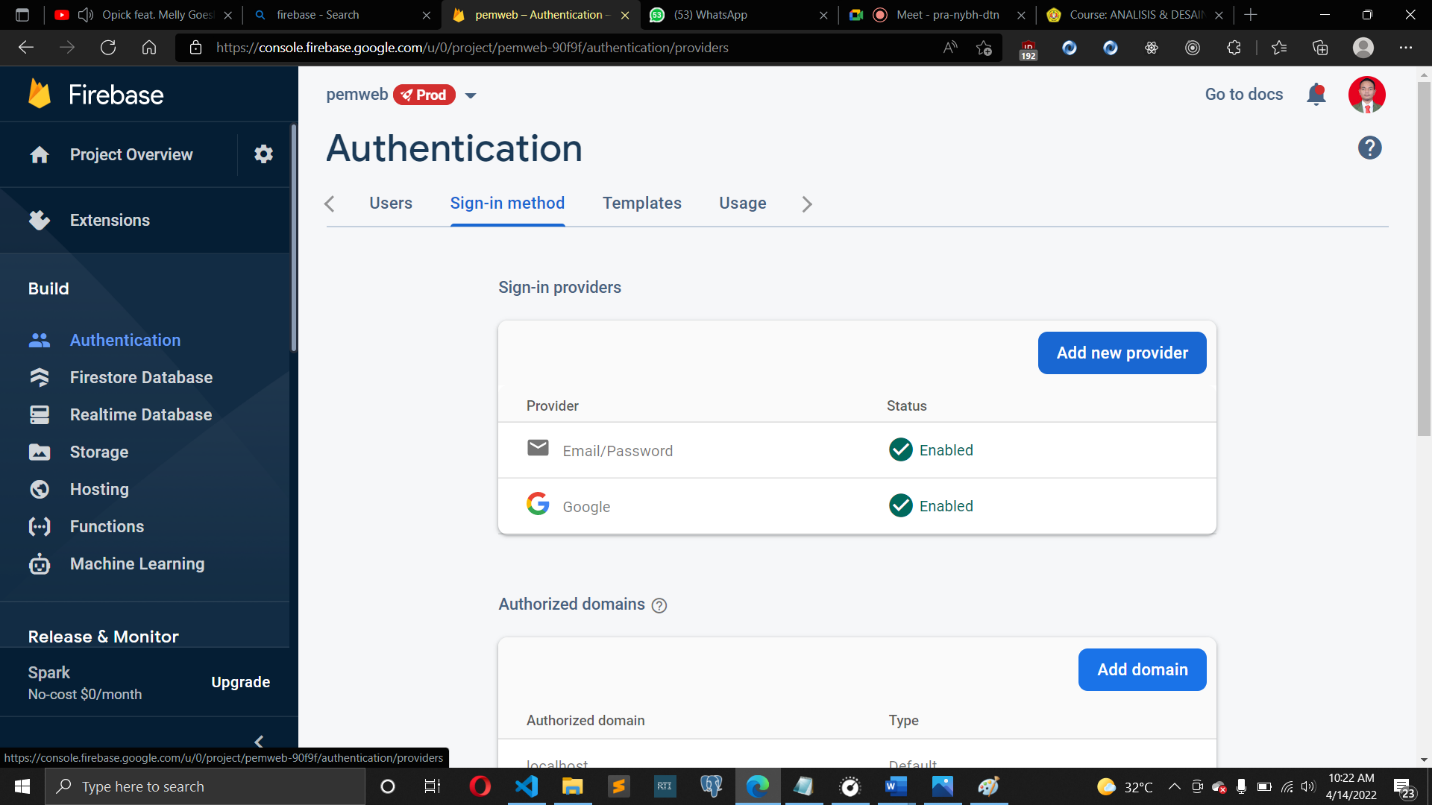 Opick feat. Melly Goes
firebase - Search
pemweb – Authentication –
(53) WhatsApp
Meet - pra-nybh-dtn
Course: ANALISIS & DESAI
https://console.firebase.google.com/u/0/project/pemweb-90f9f/authentication/providers
192
Firebase
pemweb
Prod
Go to docs
Authentication
Project Overview
Users
Sign-in method
Templates
Usage
Extensions
Build
Sign-in providers
Authentication
Add new provider
Firestore Database
Provider
Status
Realtime Database
Email/Password
Enabled
Storage
Hosting
Google
Enabled
Functions
Machine Learning
Authorized domains
Release & Monitor
Add domain
Spark
No-cost $0/month
Upgrade
Authorized domain
Type
localhost
Default
https://console.firebase.google.com/u/0/project/pemweb-90f9f/authentication/providers
Type here to search
RTI
32°C
10:22 AM
4/14/2022
23